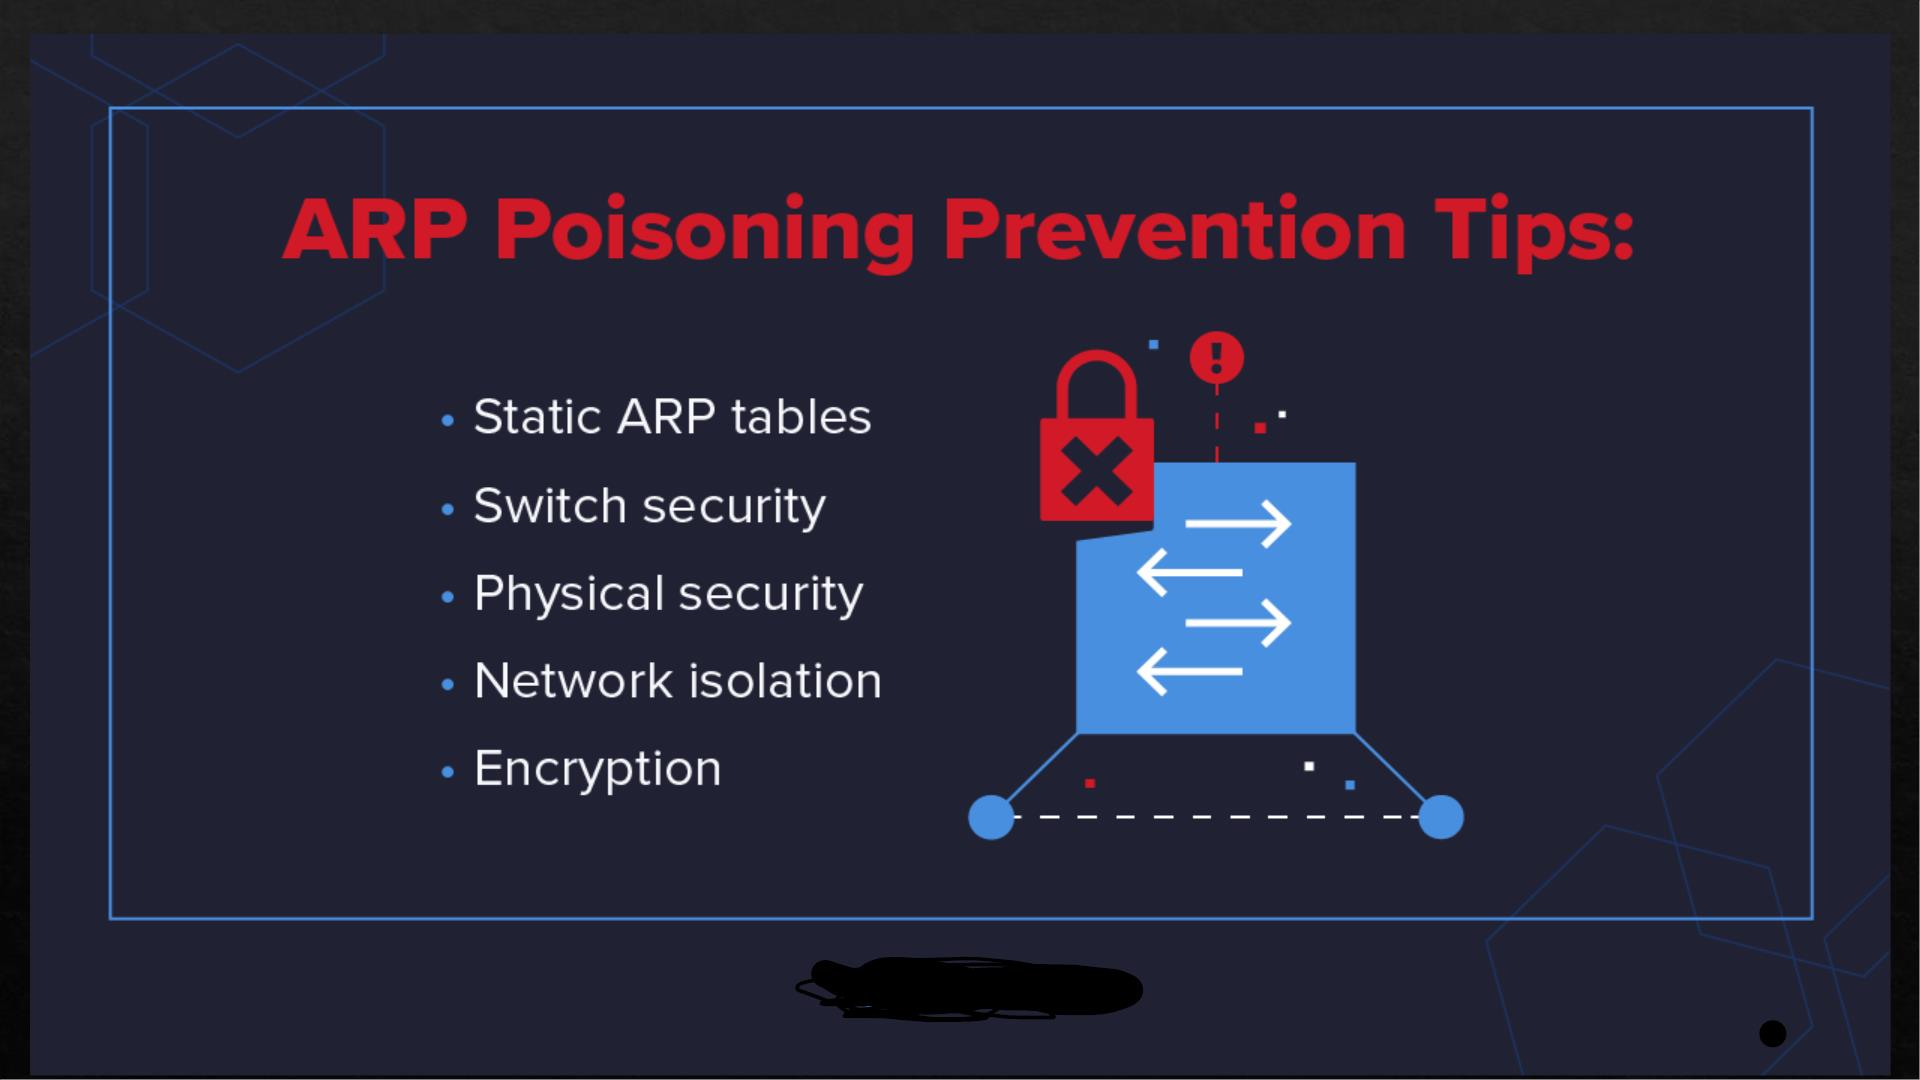 ARP Poisoning Prevention Tips:
• Static ARP tables
• Switch security
• Physical security
• Network isolation
• Encryption